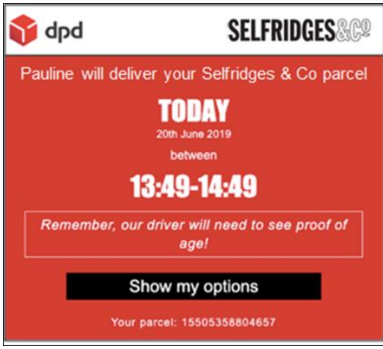 dpd SELFRIDGES&Cº
Pauline will deliver your Selfridges & Co parcel
TODAY
20th June 2019
between
13:49-14:49
Remember, our driver will need to see proof of
age!
Show my options
Your parcel: 15505358804657